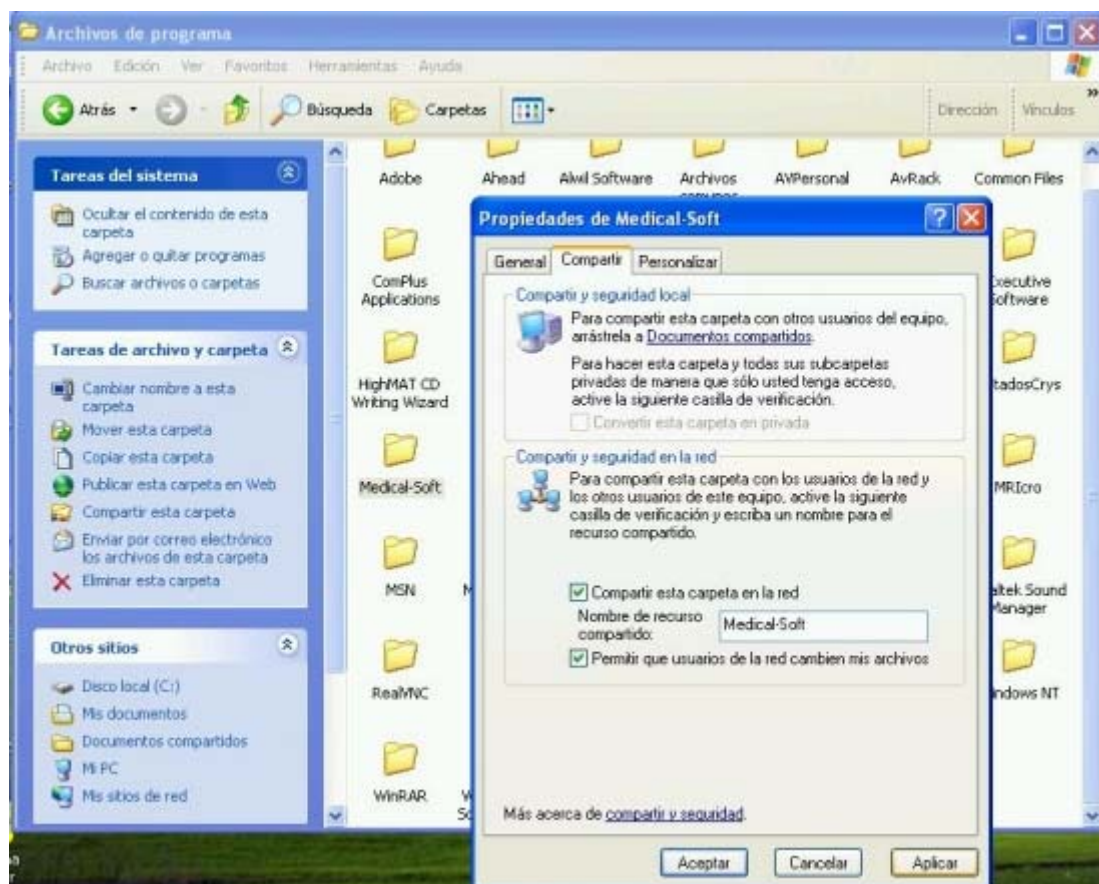 Archivos de programa
Archivo Edición Ver Favoritos Herramientas Ayuda
Atrás Búsqueda Carpetas Dirección Vínculos
Tareas del sistema
Ocultar el contenido de esta
carpeta
Agregar o quitar programas
Buscar archivos o carpetas
Tareas de archivo y carpeta
Cambiar nombre a esta
carpeta
Mover esta carpeta
Copiar esta carpeta
Publicar esta carpeta en Web
Compartir esta carpeta
Enviar por correo electrónico
los archivos de esta carpeta
Eliminar esta carpeta
Otros sitios
Disco local (C:)
Mis documentos
Documentos compartidos
Mi PC
Mis sitios de red
Adobe Ahead Alwil Software Archivos AVPersonal AvRack Common Files
ComPlus
Applications
HighMAT CD
Writing Wizard
Medical-Soft
MSN
RealVNC
WinRAR
Executive
Software
tadosCrys
MRIcro
altek Sound
Manager
ndows NT
Propiedades de Medical-Soft
General Compartir Personalizar
Compartir y seguridad local
Para compartir esta carpeta con otros usuarios del equipo,
arrástrela a Documentos compartidos.
Para hacer esta carpeta y todas sus subcarpetas
privadas de manera que sólo usted tenga acceso,
active la siguiente casilla de verificación.
Convertir esta carpeta en privada
Compartir y seguridad en la red
Para compartir esta carpeta con los usuarios de la red y
los otros usuarios de este equipo, active la siguiente
casilla de verificación y escriba un nombre para el
recurso compartido.
Compartir esta carpeta en la red
Nombre de recurso
compartido:
Medical-Soft
Permitir que usuarios de la red cambien mis archivos
Más acerca de compartir y seguridad.
Aceptar Cancelar Aplicar